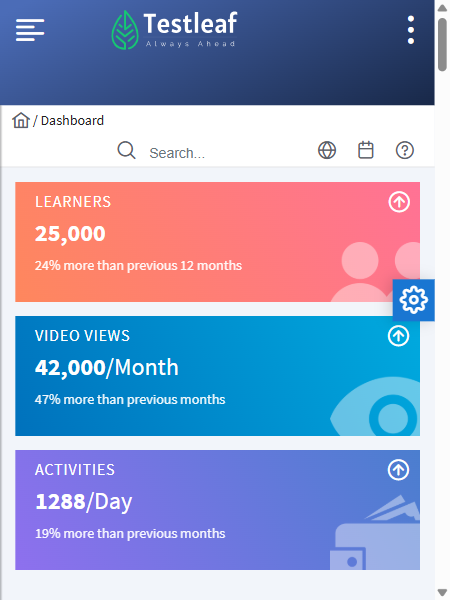 Testleaf
Always Ahead
/ Dashboard
Search...
LEARNERS
25,000
24% more than previous 12 months
VIDEO VIEWS
42,000/Month
47% more than previous months
ACTIVITIES
1288/Day
19% more than previous months